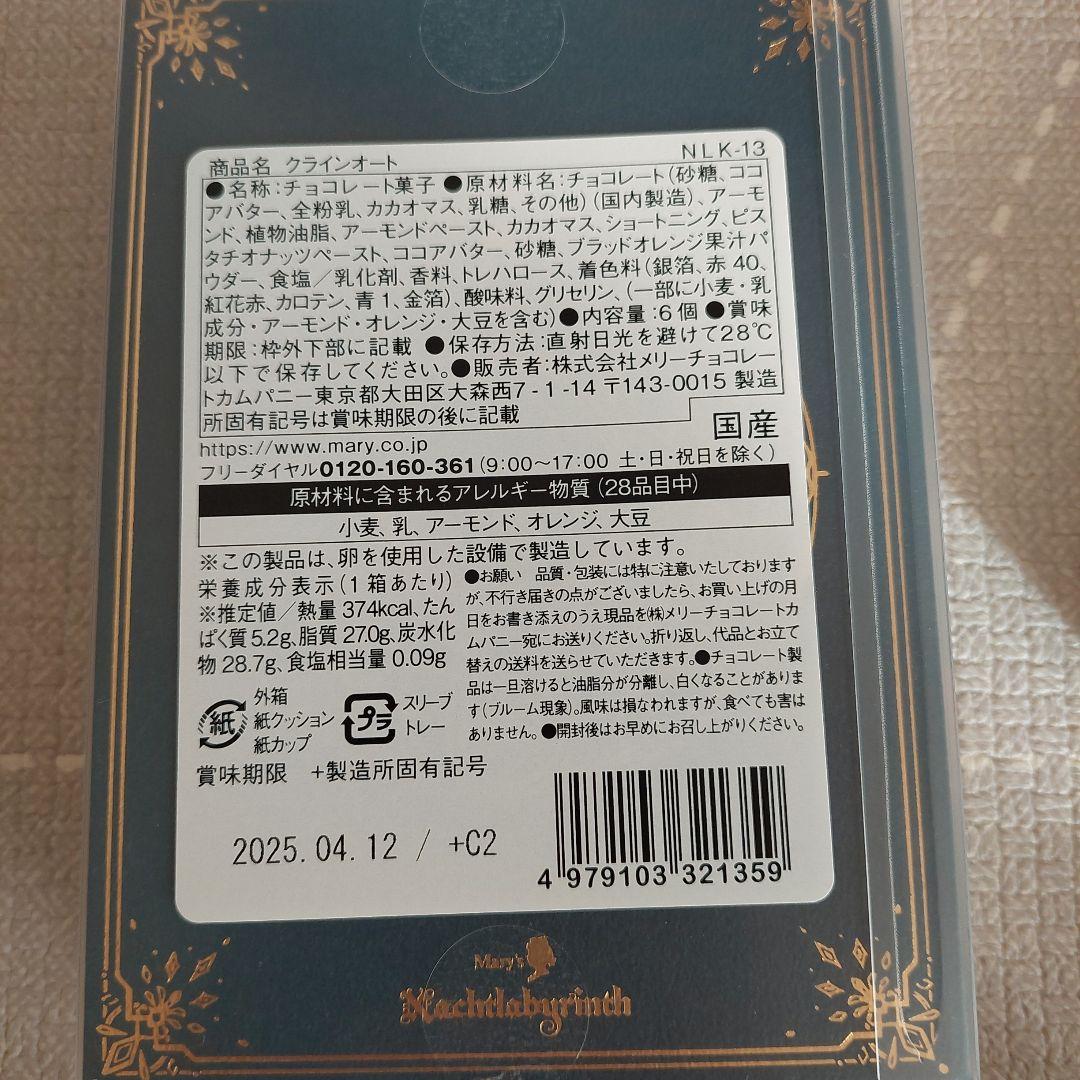 商品名 クラインオート NLK-13
●名称:チョコレート菓子 ●原材料名:チョコレート(砂糖、ココ
アバター、全粉乳、カカオマス、乳糖、その他)(国内製造)、アーモ
ンド、植物油脂、アーモンドペースト、カカオマス、ショートニング、ピス
タチオナッツペースト、ココアバター、砂糖、ブラッドオレンジ果汁パ
ウダー、食塩/乳化剤、香料、トレハロース、着色料(銀箔、赤40、
紅花赤、カロテン、青1、金箔)、酸味料、グリセリン、(一部に小麦・乳
成分・アーモンド・オレンジ・大豆を含む)●内容量:6個 ●賞味
期限:枠外下部に記載 ●保存方法:直射日光を避けて28℃
以下で保存してください。●販売者:株式会社メリーチョコレー
トカムパニー東京都大田区大森西7-1-14〒143-0015 製造
所固有記号は賞味期限の後に記載
国産
https://www.mary.co.jp
フリーダイヤル0120-160-361(9:00〜17:00 土・日・祝日を除く)
原材料に含まれるアレルギー物質(28品目中)
小麦、乳、アーモンド、オレンジ、大豆
※この製品は、卵を使用した設備で製造しています。
栄養成分表示(1箱あたり)
※推定値/熱量 374kcal、たん
ぱく質5.2g、脂質27.0g、炭水化
物28.7g、食塩相当量0.09g
●お願い 品質・包装には特に注意いたしております
が、不行き届きの点がございましたら、お買い上げの月
日をお書き添えのうえ現品を(株)メリーチョコレートカ
ムパニー宛にお送りください。折り返し、代品とお立て
替えの送料を送らせていただきます。●チョコレート製
品は一旦溶けると油脂分が分離し、白くなることがありま
す(ブルーム現象)。風味は損なわれますが、食べても害は
ありません。●開封後はお早めにお召し上がりください。
紙
外箱
紙クッション
紙カップ
プラ
スリーブ
トレー
賞味期限 +製造所固有記号
2025.04.12 / +C2
4 979103 321359
Mary's
Nachtlabyrinth